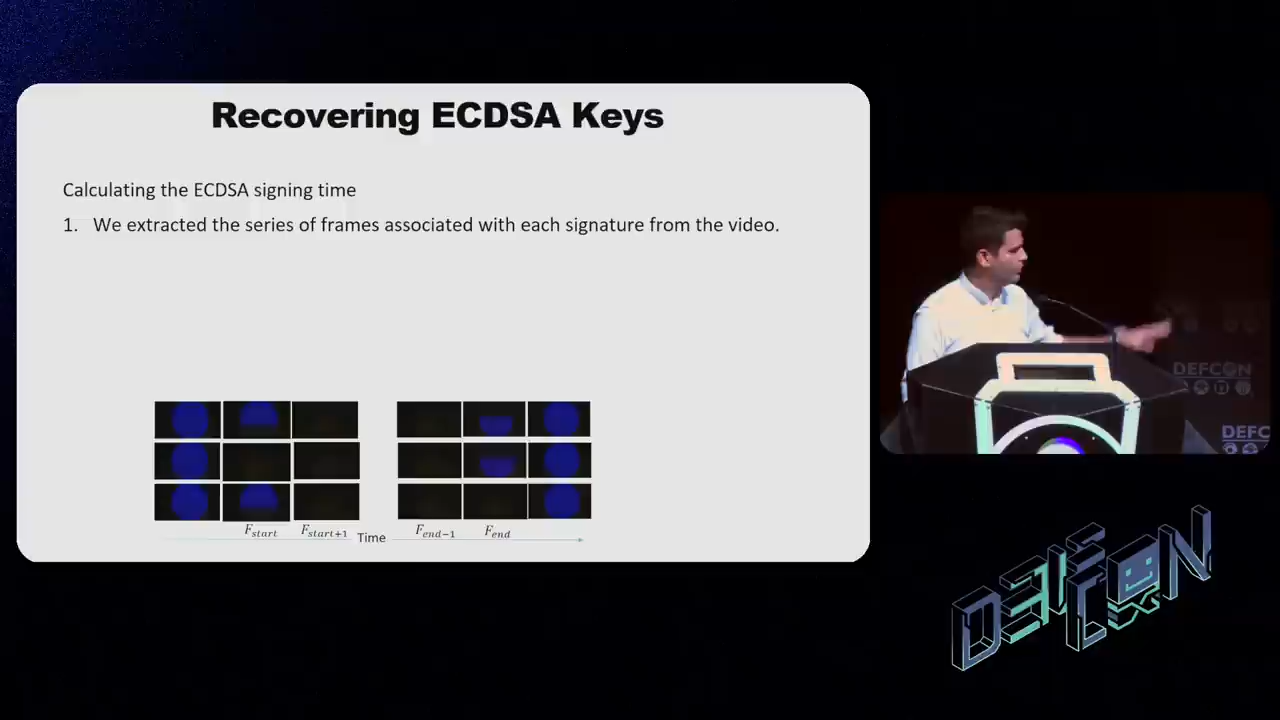 Recovering ECDSA Keys
Calculating the ECDSA signing time
1. We extracted the series of frames associated with each signature from the video.
F_start F_start+1 Time F_end−1 F_end
DEFCON
DEFC
DEFCON